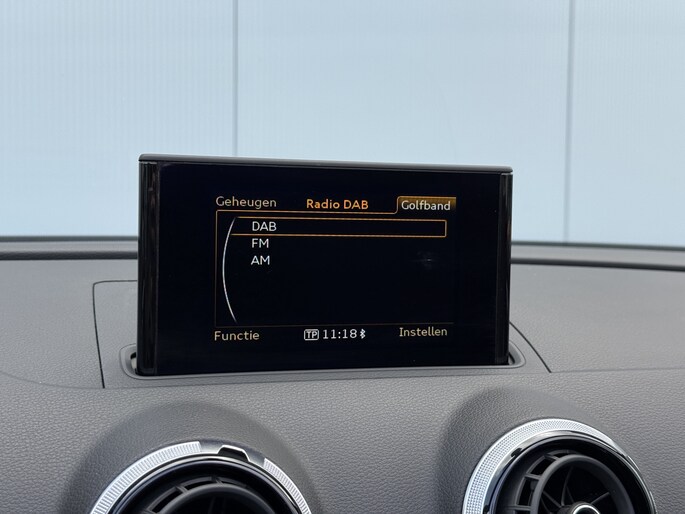 Geheugen Radio DAB Golfband
DAB
FM
AM
Functie TP 11:18 Instellen